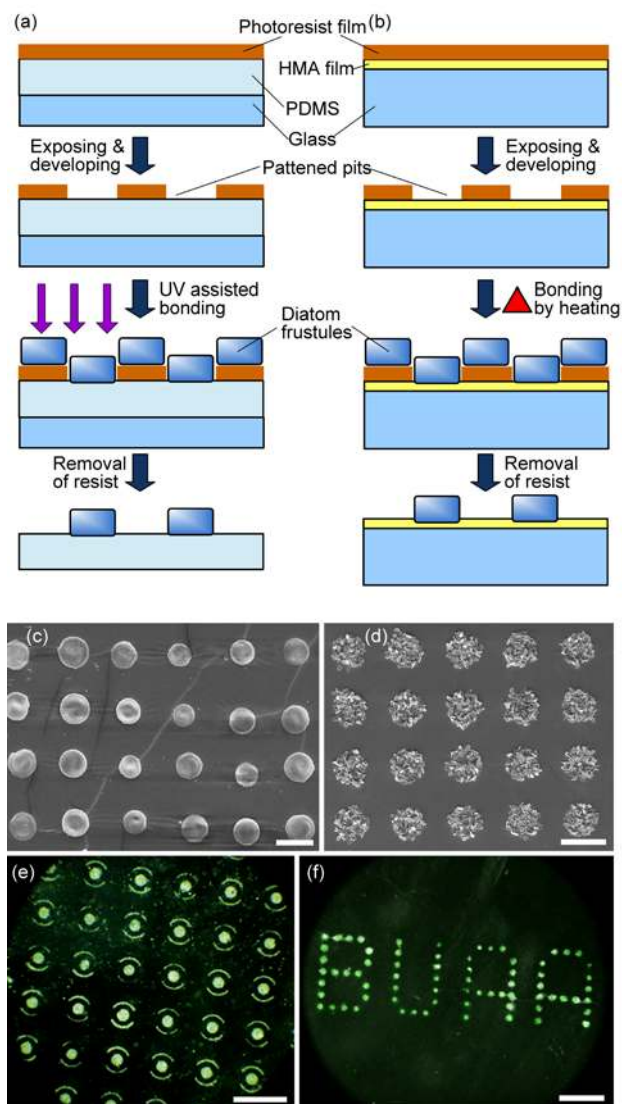 (a)
Photoresist film
(b)
HMA film
PDMS
Glass
Exposing &
developing
Exposing &
developing
Pattened pits
UV assisted
bonding
Bonding
by heating
Diatom
frustules
Removal
of resist
Removal
of resist
(c)
(d)
(e)
(f)
BUAA